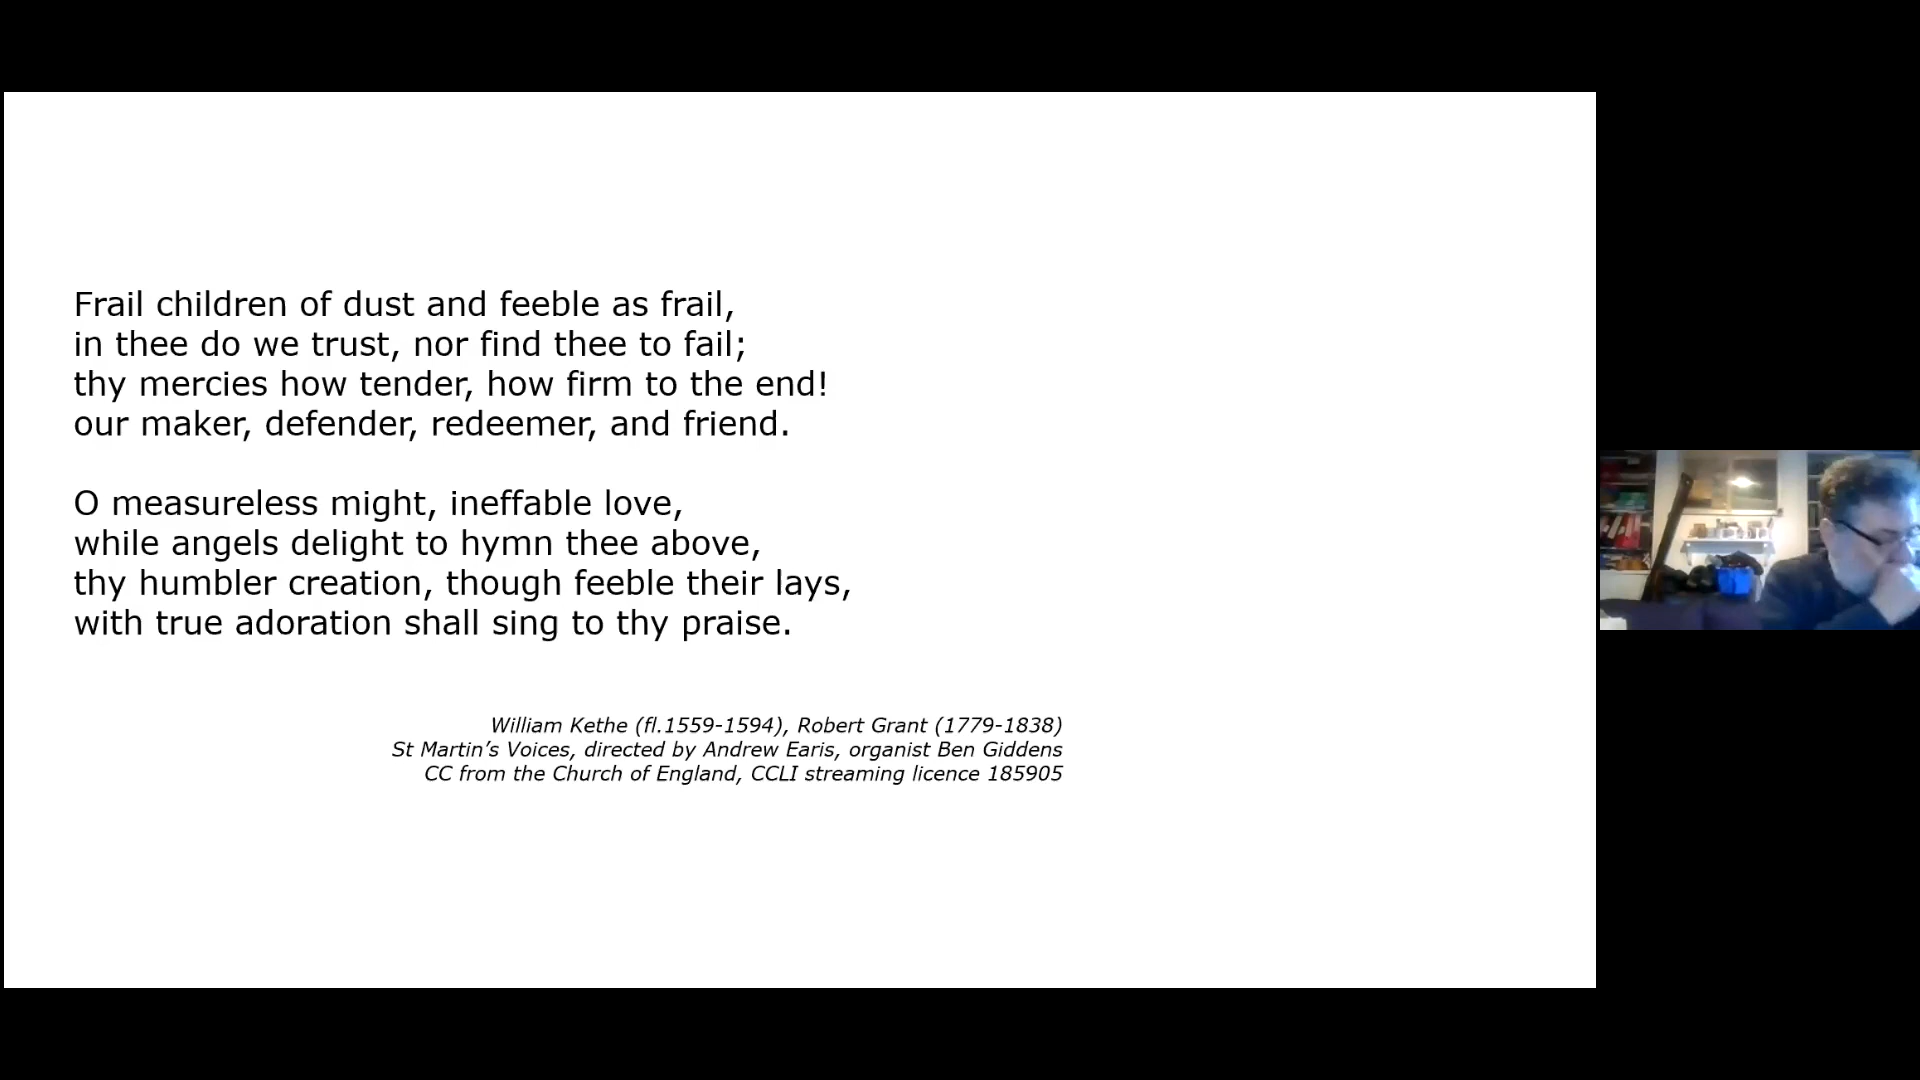 Frail children of dust and feeble as frail,
in thee do we trust, nor find thee to fail;
thy mercies how tender, how firm to the end!
our maker, defender, redeemer, and friend.
O measureless might, ineffable love,
while angels delight to hymn thee above,
thy humbler creation, though feeble their lays,
with true adoration shall sing to thy praise.
William Kethe (fl.1559-1594), Robert Grant (1779-1838)
St Martin’s Voices, directed by Andrew Earis, organist Ben Giddens
CC from the Church of England, CCLI streaming licence 185905